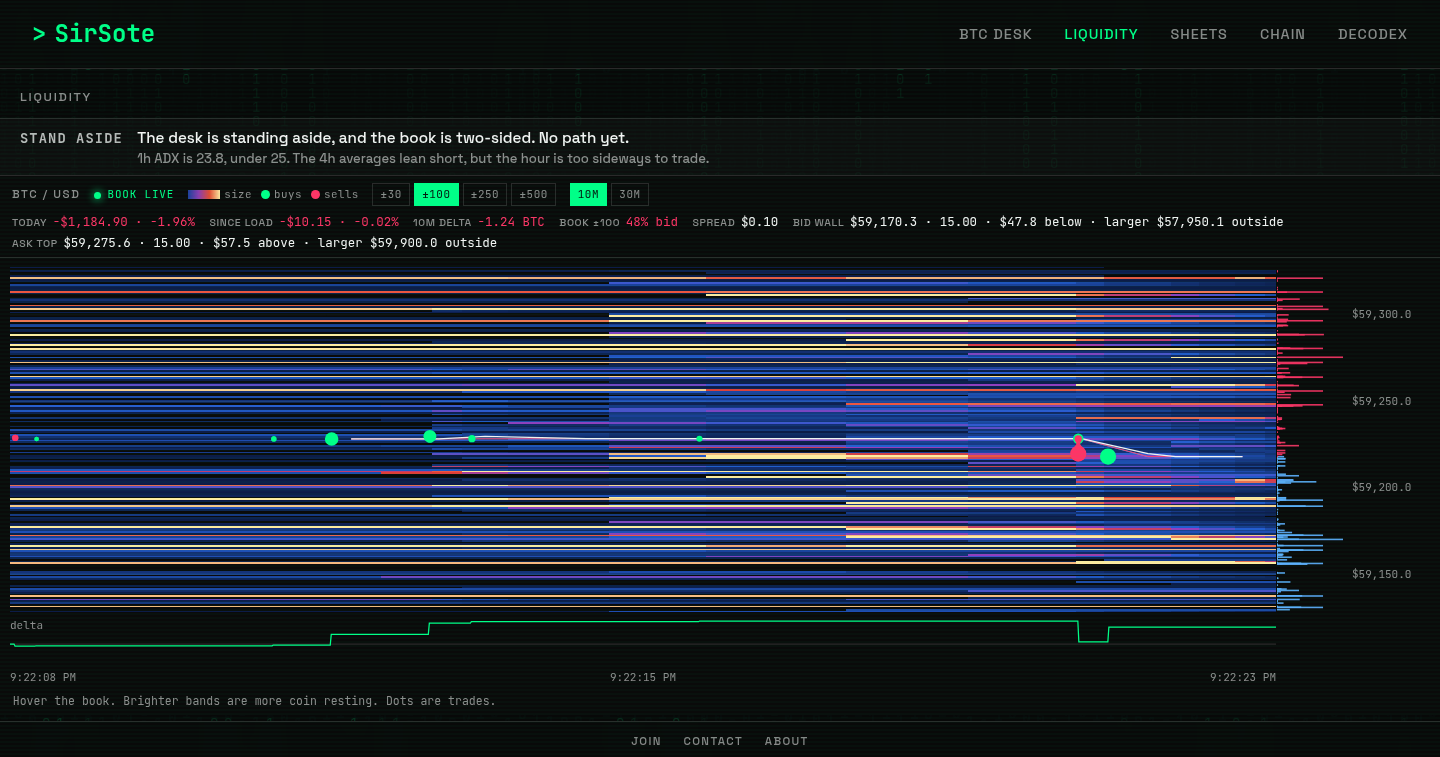 > SirSote
BTC DESK LIQUIDITY SHEETS CHAIN DECODEX
LIQUIDITY
STAND ASIDE The desk is standing aside, and the book is two-sided. No path yet.
1h ADX is 23.8, under 25. The 4h averages lean short, but the hour is too sideways to trade.
BTC / USD BOOK LIVE size buys sells ±30 ±100 ±250 ±500 10M 30M
TODAY -$1,184.90 · -1.96% SINCE LOAD -$10.15 · -0.02% 10M DELTA -1.24 BTC BOOK ±100 48% bid SPREAD $0.10 BID WALL $59,170.3 · 15.00 · $47.8 below · larger $57,950.1 outside
ASK TOP $59,275.6 · 15.00 · $57.5 above · larger $59,900.0 outside
$59,300.0
$59,250.0
$59,200.0
$59,150.0
delta
9:22:08 PM 9:22:15 PM 9:22:23 PM
Hover the book. Brighter bands are more coin resting. Dots are trades.
JOIN CONTACT ABOUT